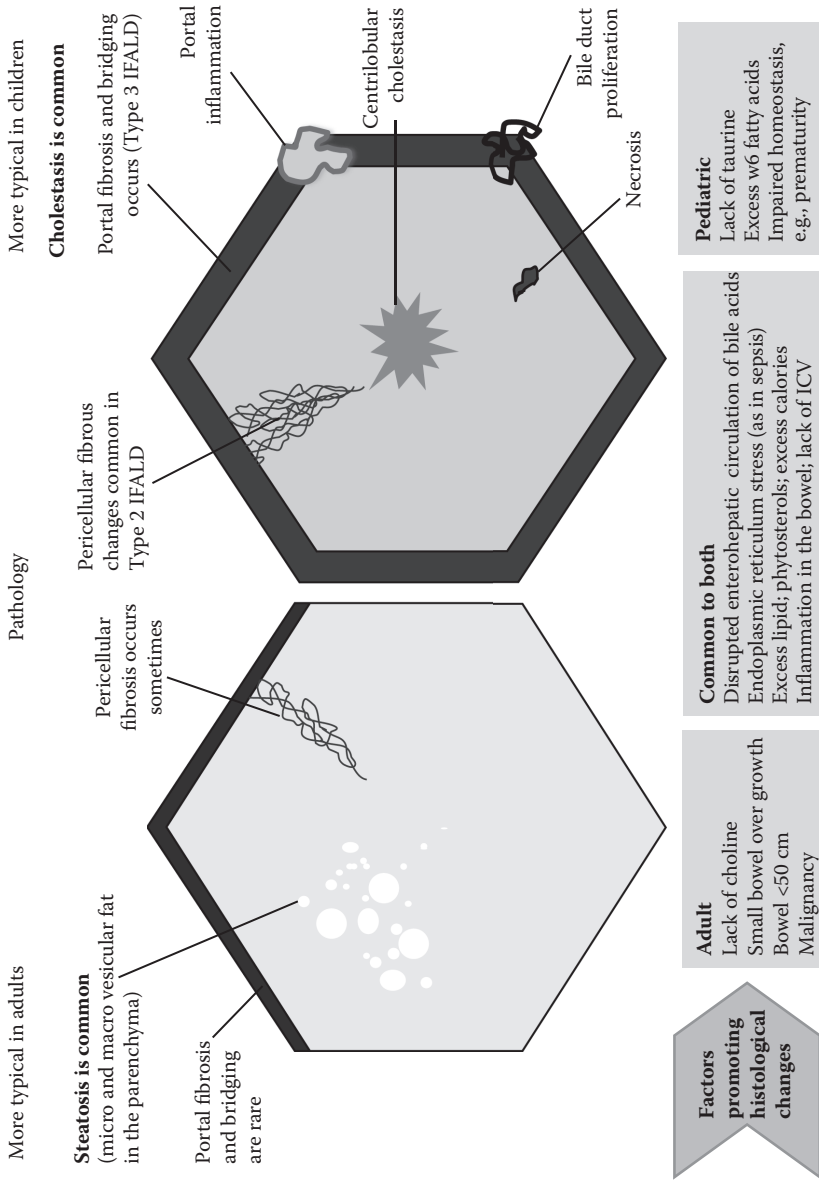 More typical in adults
Pathology
More typical in children
Steatosis is common
(micro and macro vesicular fat
in the parenchyma)
Portal fibrosis
and bridging
are rare
Pericellular
fibrosis occurs
sometimes
Pericellular fibrous
changes common in
Type 2 IFALD
Cholestasis is common
Portal fibrosis and bridging
occurs (Type 3 IFALD)
Portal
inflammation
Centrilobular
cholestasis
Necrosis
Bile duct
proliferation
Factors
promoting
histological
changes
Adult
Lack of choline
Small bowel over growth
Bowel <50 cm
Malignancy
Common to both
Disrupted enterohepatic circulation of bile acids
Endoplasmic reticulum stress (as in sepsis)
Excess lipid; phytosterols; excess calories
Inflammation in the bowel; lack of ICV
Pediatric
Lack of taurine
Excess w6 fatty acids
Impaired homeostasis,
e.g., prematurity